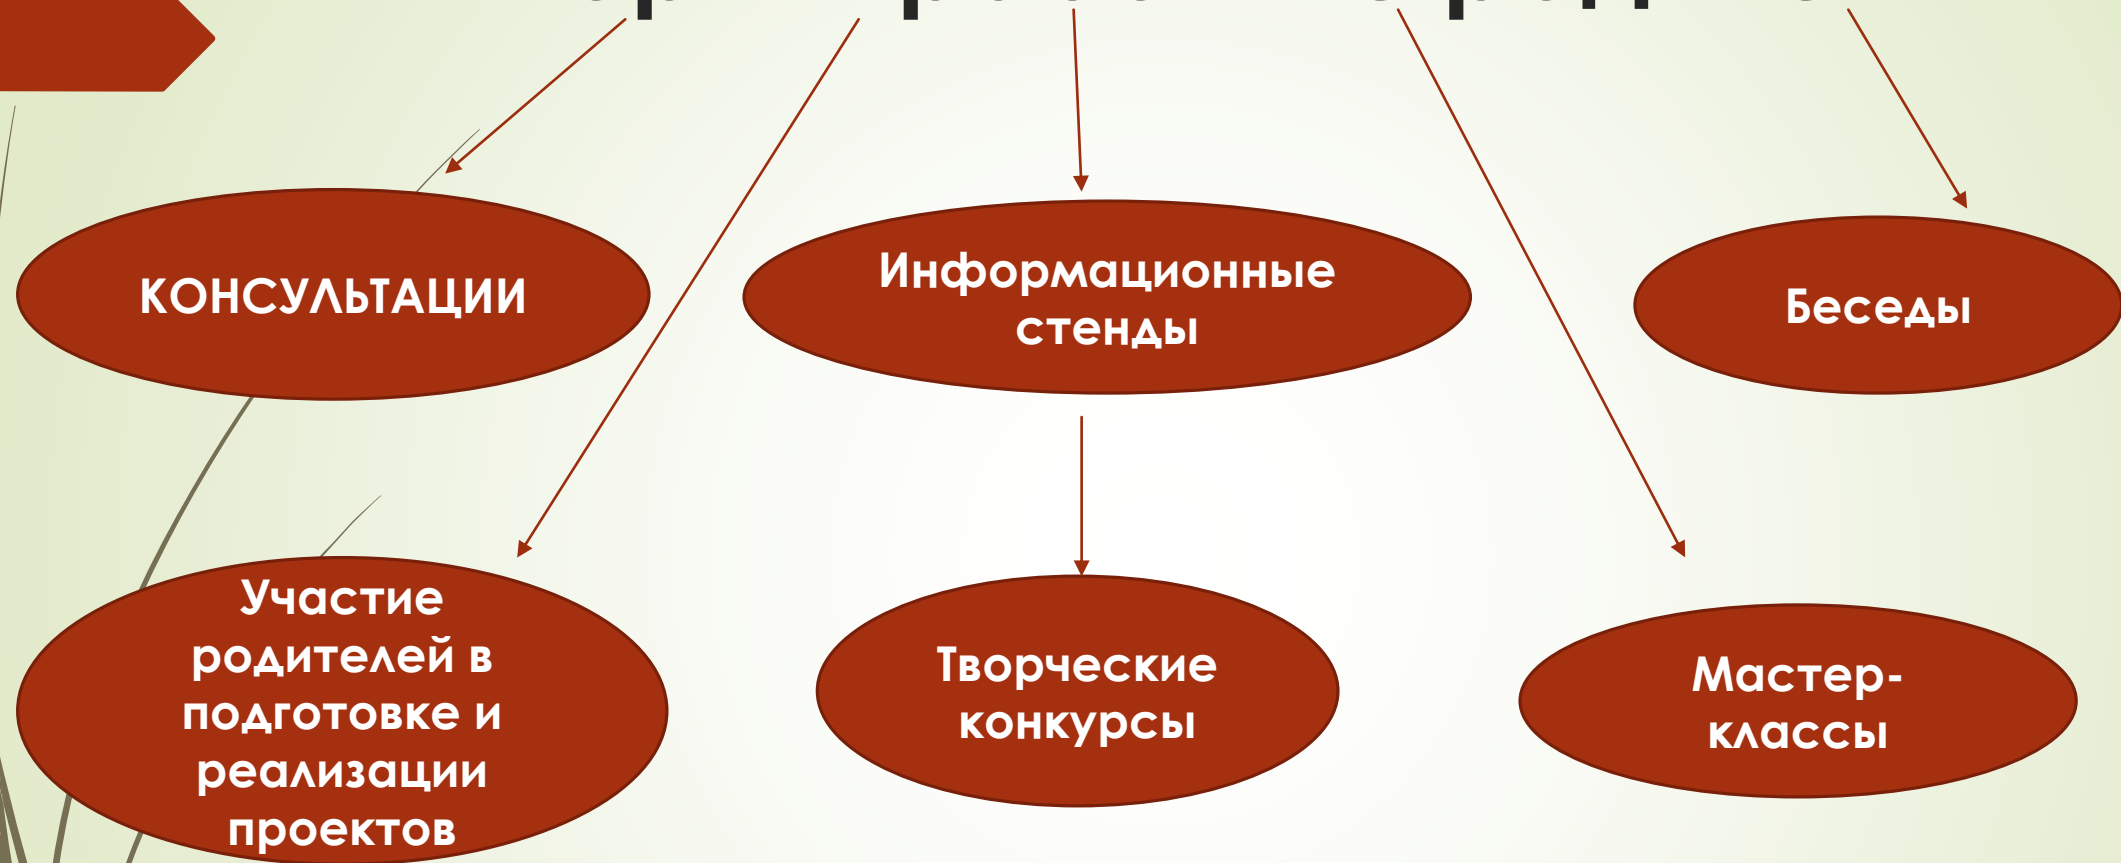 КОНСУЛЬТАЦИИ
Информационные
стенды
Беседы
Участие
родителей в
подготовке и
реализации
проектов
Творческие
конкурсы
Мастер-
классы